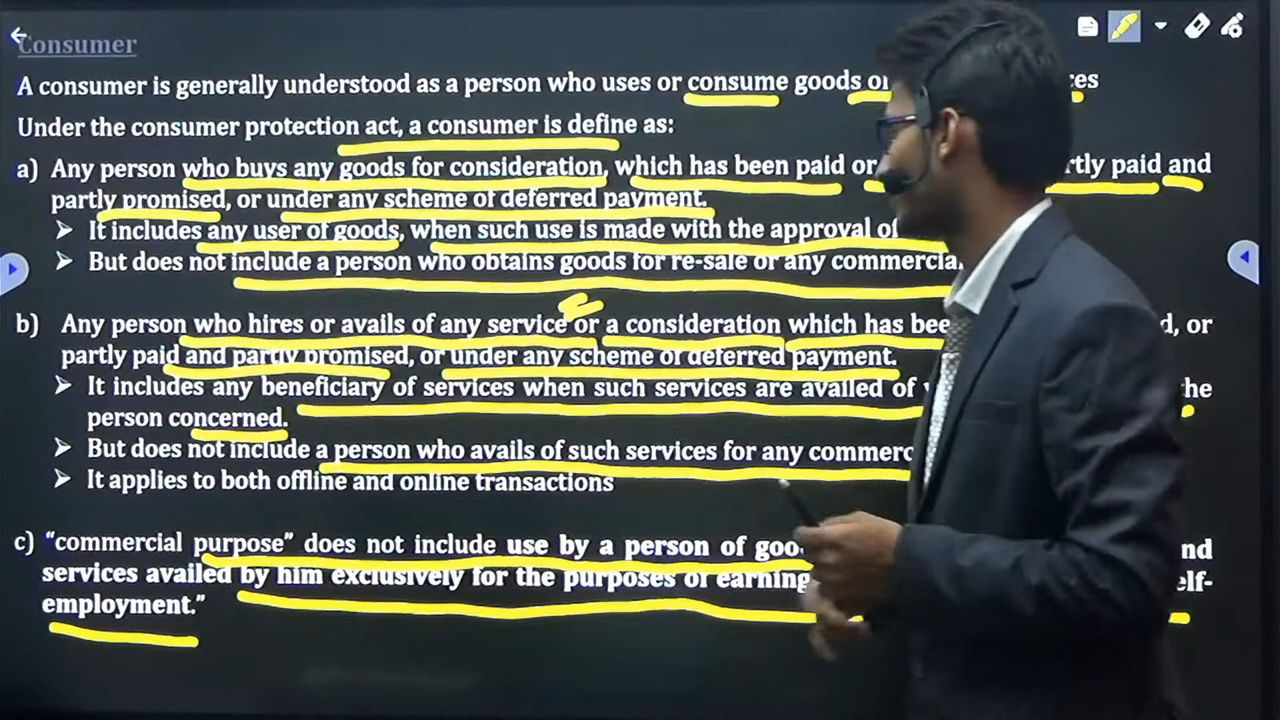 Consumer
A consumer is generally understood as a person who uses or consume goods or
Under the consumer protection act, a consumer is define as:
a) Any person who buys any goods for consideration, which has been paid or partly paid and
partly promised, or under any scheme of deferred payment.
➤ It includes any user of goods, when such use is made with the approval of
➤ But does not include a person who obtains goods for re-sale or any commercial
b) Any person who hires or avails of any service or a consideration which has or
partly paid and partly promised, or under any scheme of deferred payment.
➤ It includes any beneficiary of services when such services are availed of the
person concerned.
➤ But does not include a person who avails of such services for any
➤ It applies to both offline and online transactions
c) “commercial purpose” does not include use by a person of
services availed by him exclusively for the purposes of earning
employment.”